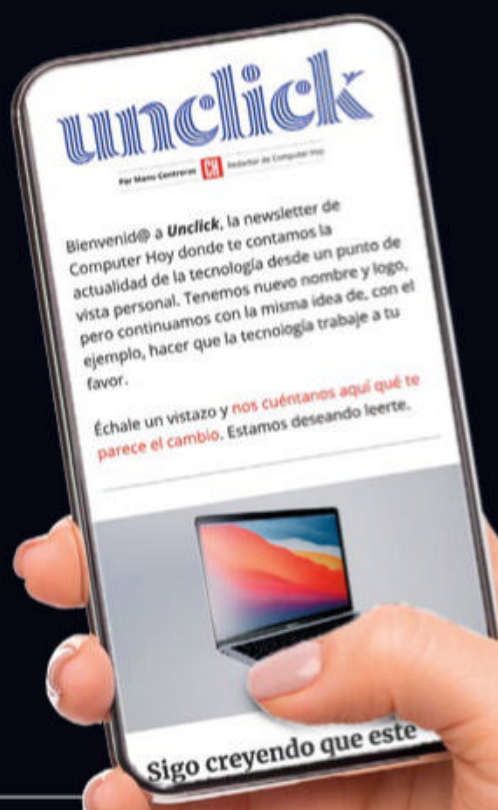 unclick
Por Manu Contreras CH Redactor de Computer Hoy
Bienvenid@ a Unclick, la newsletter de
Computer Hoy donde te contamos la
actualidad de la tecnología desde un punto de
vista personal. Tenemos nuevo nombre y logo,
pero continuamos con la misma idea de, con el
ejemplo, hacer que la tecnología trabaje a tu
favor.
Échale un vistazo y nos cuéntanos aquí qué te
parece el cambio. Estamos deseando leerte.
Sigo creyendo que este